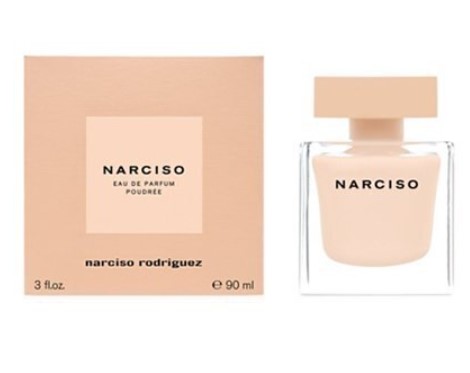 NARCISO
EAU DE PARFUM
POUDRÉE
narciso rodriguez
3 fl.oz.
℮ 90 ml
NARCISO